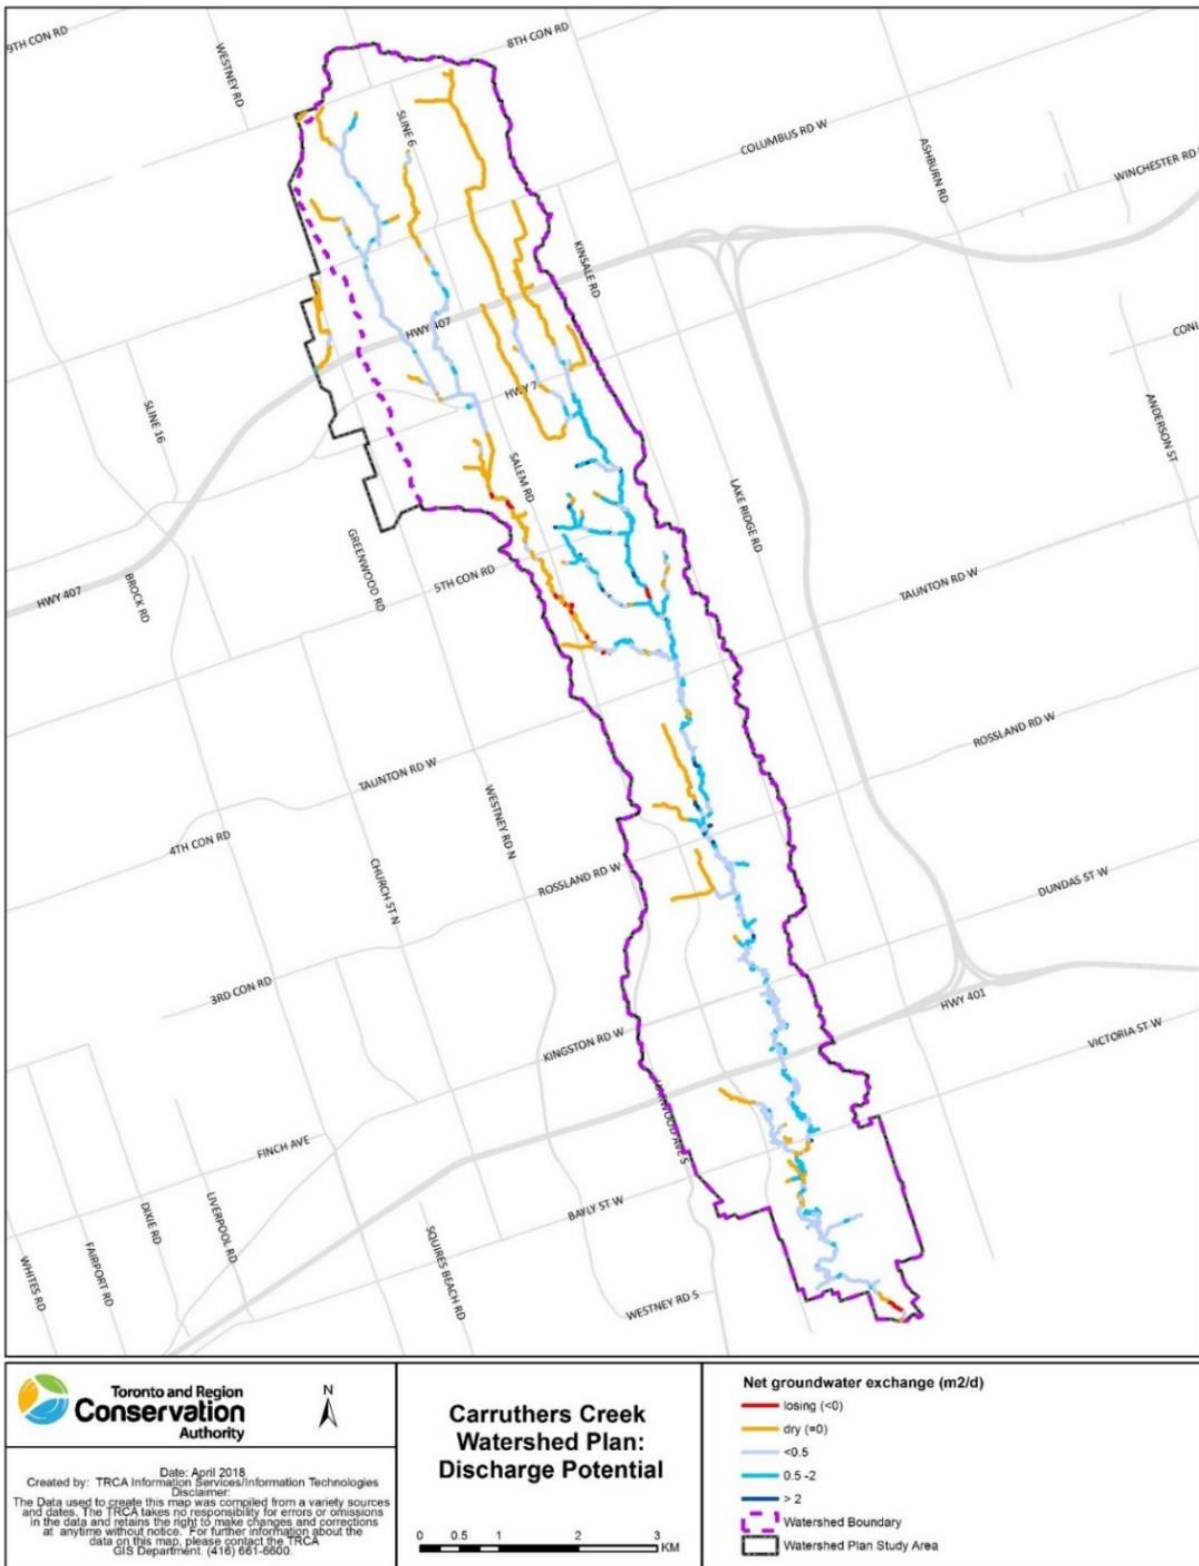 9TH CON RD
WESTNEY RD
8TH CON RD
SLINE 6
COLUMBUS RD W
ASHBURN RD
WINCHESTER RD
KINSALE RD
HWY 407
CONL
HWY 7
SLINE 16
ANDERSON ST
SALEM RD
LAKE RIDGE RD
GREENWOOD RD
5TH CON RD
TAUNTON RD W
HWY 407
BROCK RD
ROSSLAND RD W
TAUNTON RD W
WESTNEY RD N
4TH CON RD
CHURCH ST N
ROSSLAND RD W
DUNDAS ST W
3RD CON RD
HWY 401
KINGSTON RD W
VICTORIA ST W
HARWOOD AVE S
FINCH AVE
BAYLY ST W
DIXIE RD
LIVERPOOL RD
SQUIRES BEACH RD
FAIRPORT RD
WHITES RD
WESTNEY RD S
Toronto and Region
Conservation
Authority
N
Date: April 2018
Created by: TRCA Information Services/Information Technologies
Disclaimer:
The Data used to create this map was compiled from a variety sources
and dates. The TRCA takes no responsibility for errors or omissions
in the data and retains the right to make changes and corrections
at anytime without notice. For further information about the
data on this map, please contact the TRCA
GIS Department. (416) 661-6600.
Carruthers Creek
Watershed Plan:
Discharge Potential
0 0.5 1 2 3
KM
Net groundwater exchange (m2/d)
losing (<0)
dry (=0)
<0.5
0.5 -2
> 2
Watershed Boundary
Watershed Plan Study Area